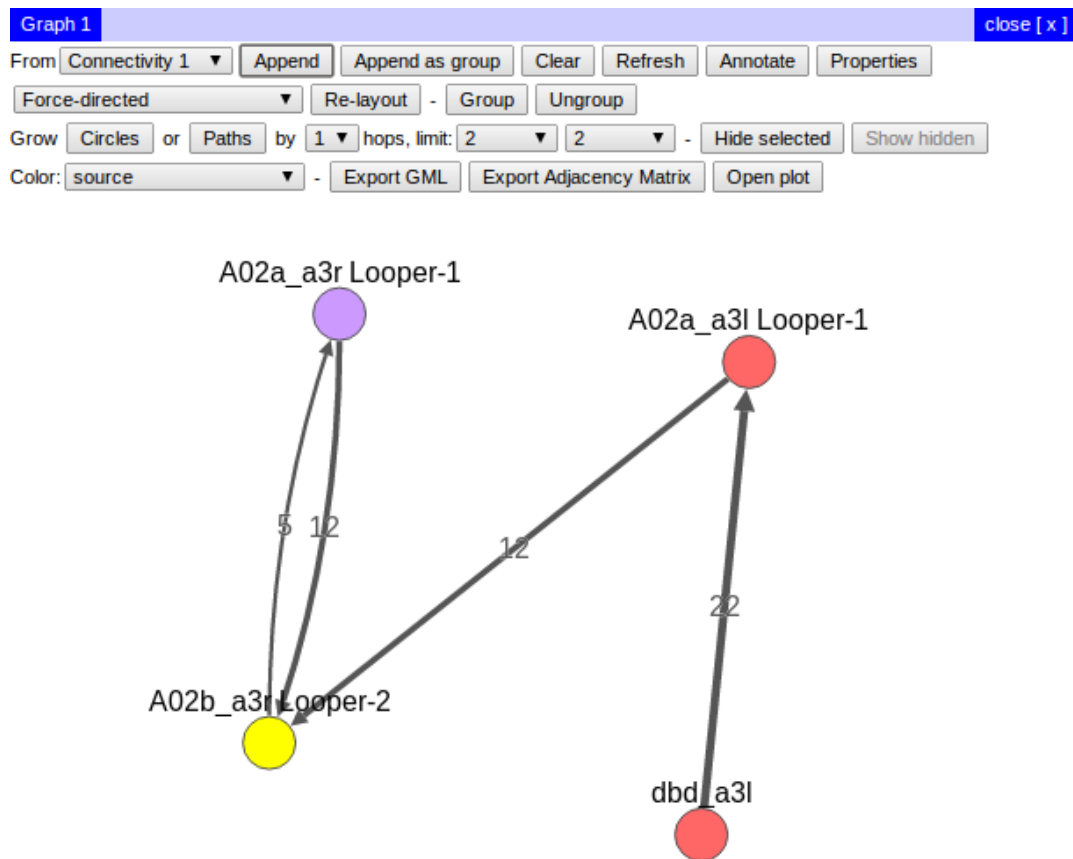 Graph 1 close [ x ]
From Connectivity 1 ▼ Append Append as group Clear Refresh Annotate Properties
Force-directed ▼ Re-layout - Group Ungroup
Grow Circles or Paths by 1 ▼ hops, limit: 2 ▼ 2 ▼ - Hide selected Show hidden
Color: source ▼ - Export GML Export Adjacency Matrix Open plot
A02a_a3r Looper-1
A02a_a3l Looper-1
5 12
12
22
A02b_a3r Looper-2
dbd_a3l